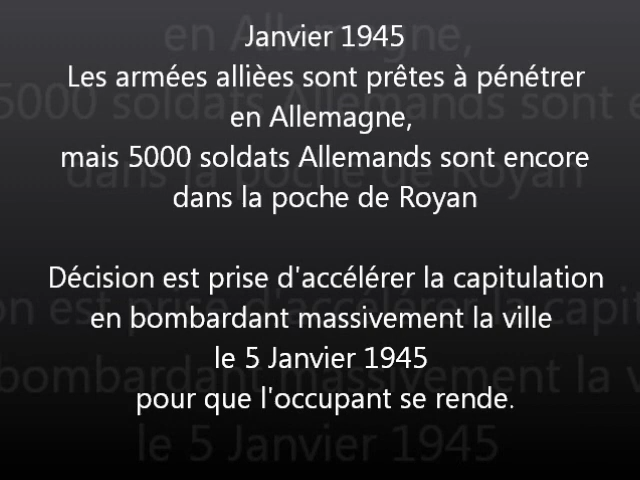 Janvier 1945
Les armées allièes sont prêtes à pénétrer
en Allemagne,
mais 5000 soldats Allemands sont encore
dans la poche de Royan
Décision est prise d'accélérer la capitulation
en bombardant massivement la ville
le 5 Janvier 1945
pour que l'occupant se rende.